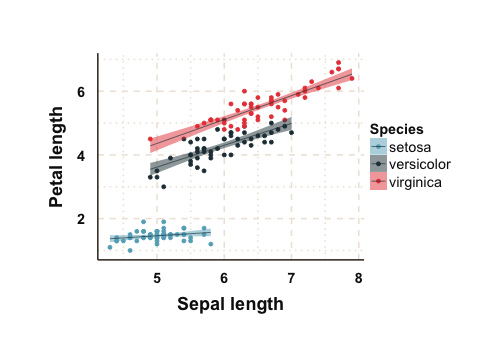 Petal length
6
4
2
5 6 7 8
Sepal length
Species
setosa
versicolor
virginica